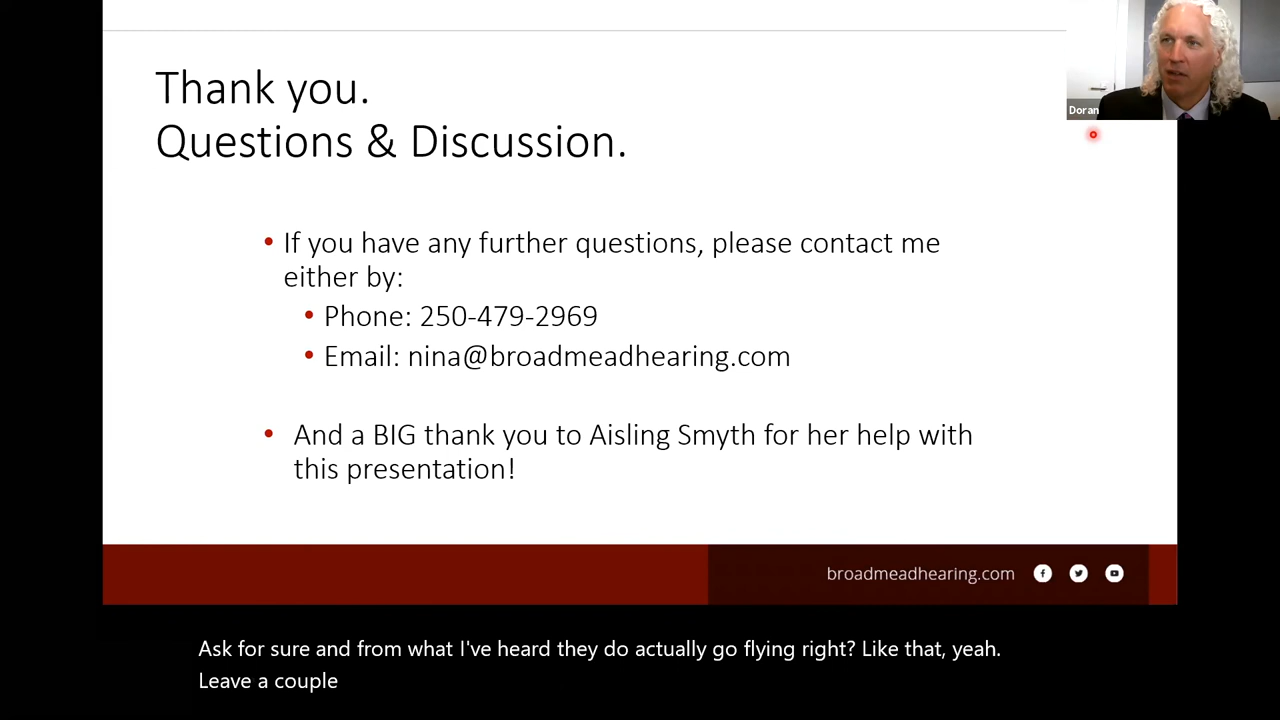 Thank you.
Questions & Discussion.
Doran
• If you have any further questions, please contact me
either by:
• Phone: 250-479-2969
• Email: nina@broadmeadhearing.com
• And a BIG thank you to Aisling Smyth for her help with
this presentation!
broadmeadhearing.com
Ask for sure and from what I've heard they do actually go flying right? Like that, yeah.
Leave a couple